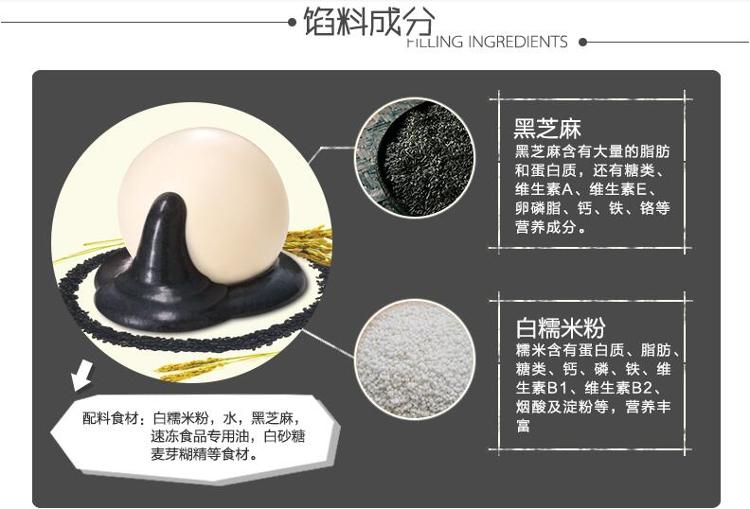 馅料成分
FILLING INGREDIENTS
黑芝麻
黑芝麻含有大量的脂肪
和蛋白质，还有糖类、
维生素A、维生素E、
卵磷脂、钙、铁、铬等
营养成分。
白糯米粉
糯米含有蛋白质、脂肪、
糖类、钙、磷、铁、维
生素B1、维生素B2、
烟酸及淀粉等，营养丰
富
配料食材：白糯米粉，水，黑芝麻，
速冻食品专用油，白砂糖
麦芽糊精等食材。